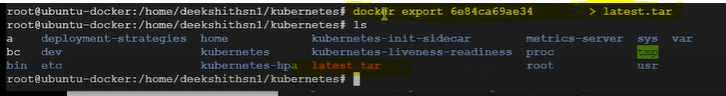 root@ubuntu-docker:/home/deekshithsn1/kubernetes# docker export 6e84ca69ae34 > latest.tar
root@ubuntu-docker:/home/deekshithsn1/kubernetes# ls
a deployment-strategies home kubernetes-init-sidecar metrics-server sys var
bc dev kubernetes kubernetes-liveness-readiness proc tmp
bin etc kubernetes-hpa latest.tar root usr
root@ubuntu-docker:/home/deekshithsn1/kubernetes#